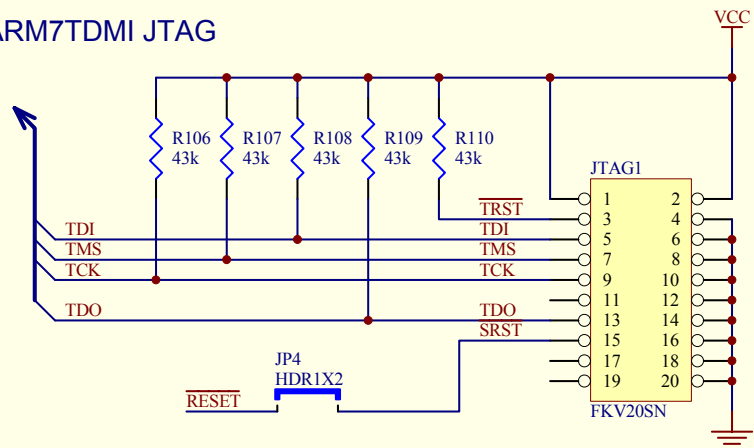 ARM7TDMI JTAG
VCC
R106
43k
R107
43k
R108
43k
R109
43k
R110
43k
JTAG1
TRST
TDI
TMS
TCK
TDO
SRST
TDI
TMS
TCK
TDO
1 2
3 4
5 6
7 8
9 10
11 12
13 14
15 16
17 18
19 20
FKV20SN
JP4
HDR1X2
RESET